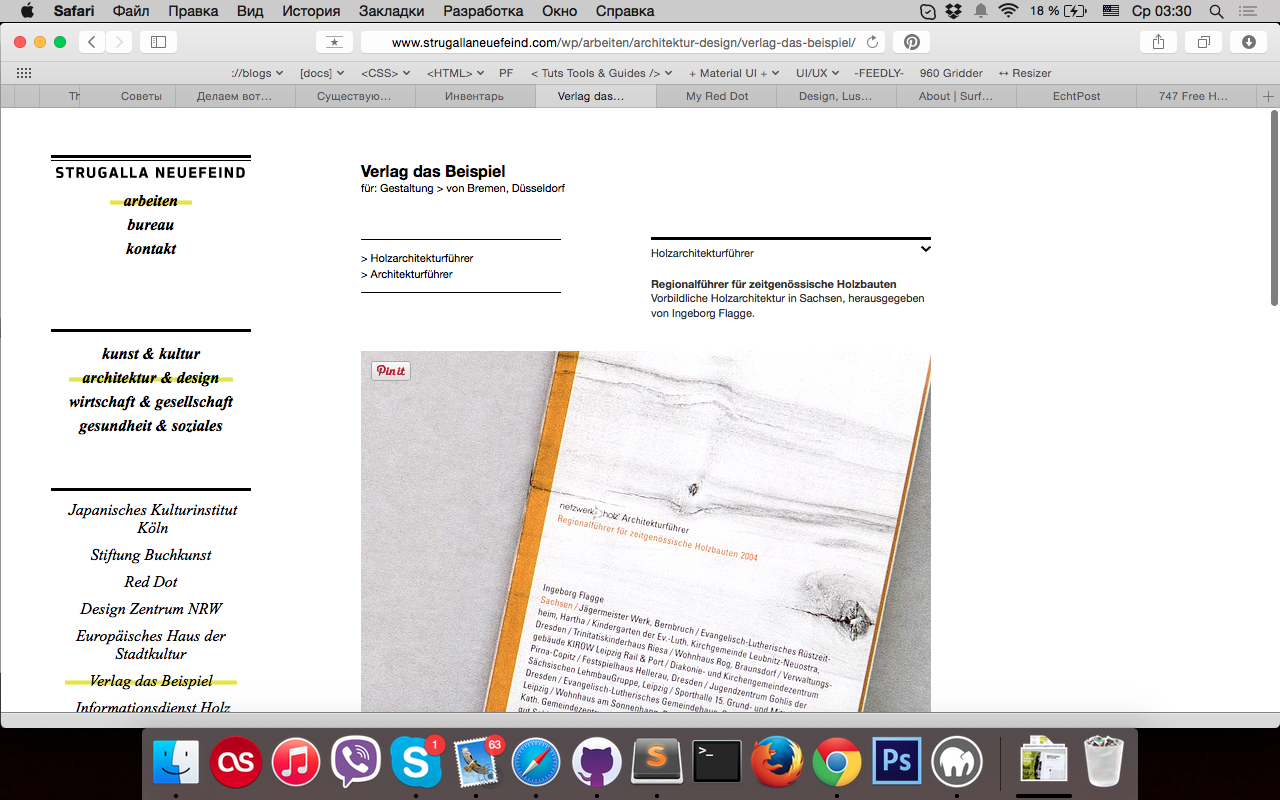 Safari Файл Правка Вид История Закладки Разработка Окно Справка 18 % Ср 03:30
www.strugallaneuefeind.com/wp/arbeiten/architektur-design/verlag-das-beispiel/
://blogs [docs] <CSS> <HTML> PF < Tuts Tools & Guides /> + Material UI + UI/UX -FEEDLY- 960 Gridder ↔ Resizer
Советы Делаем вот... Существую... Инвентарь Verlag das... My Red Dot Design, Lus... About | Surf... EchtPost 747 Free H...
STRUGALLA NEUEFEIND
arbeiten
bureau
kontakt
kunst & kultur
architektur & design
wirtschaft & gesellschaft
gesundheit & soziales
Japanisches Kulturinstitut
Köln
Stiftung Buchkunst
Red Dot
Design Zentrum NRW
Europäisches Haus der
Stadtkultur
Verlag das Beispiel
Informationsdienst Holz
Verlag das Beispiel
für: Gestaltung > von Bremen, Düsseldorf
> Holzarchitekturführer
> Architekturführer
Holzarchitekturführer
Regionalführer für zeitgenössische Holzbauten
Vorbildliche Holzarchitektur in Sachsen, herausgegeben
von Ingeborg Flagge.
Pin it
netzwerk holz Architekturführer
Regionalführer für zeitgenössische Holzbauten 2004
Ingeborg Flagge
Sachsen / Jägermeister Werk, Bernbruch / Evangelisch-Lutherisches Rüstzeit-
heim, Hartha / Kindergarten der Ev.-Luth. Kirchgemeinde Leubnitz-Neuostra,
Dresden / Trinitatiskinderhaus Riesa / Wohnhaus Rog, Braunsdorf / Verwaltungs-
gebäude KIROW Leipzig Rail & Port / Diakonie- und Kirchengemeindezentrum
Pirna-Copitz / Festspielhaus Hellerau, Dresden / Jugendzentrum Gohlis der
Sächsischen LehmbauGruppe, Leipzig / Sporthalle 15. Grund- und
Dresden / Evangelisch-Lutherisches Gemeindehaus
Leipzig / Wohnhaus am Sonnenhang
Kath. Gemeindezentrum
1
63
as
S
>_
Ps